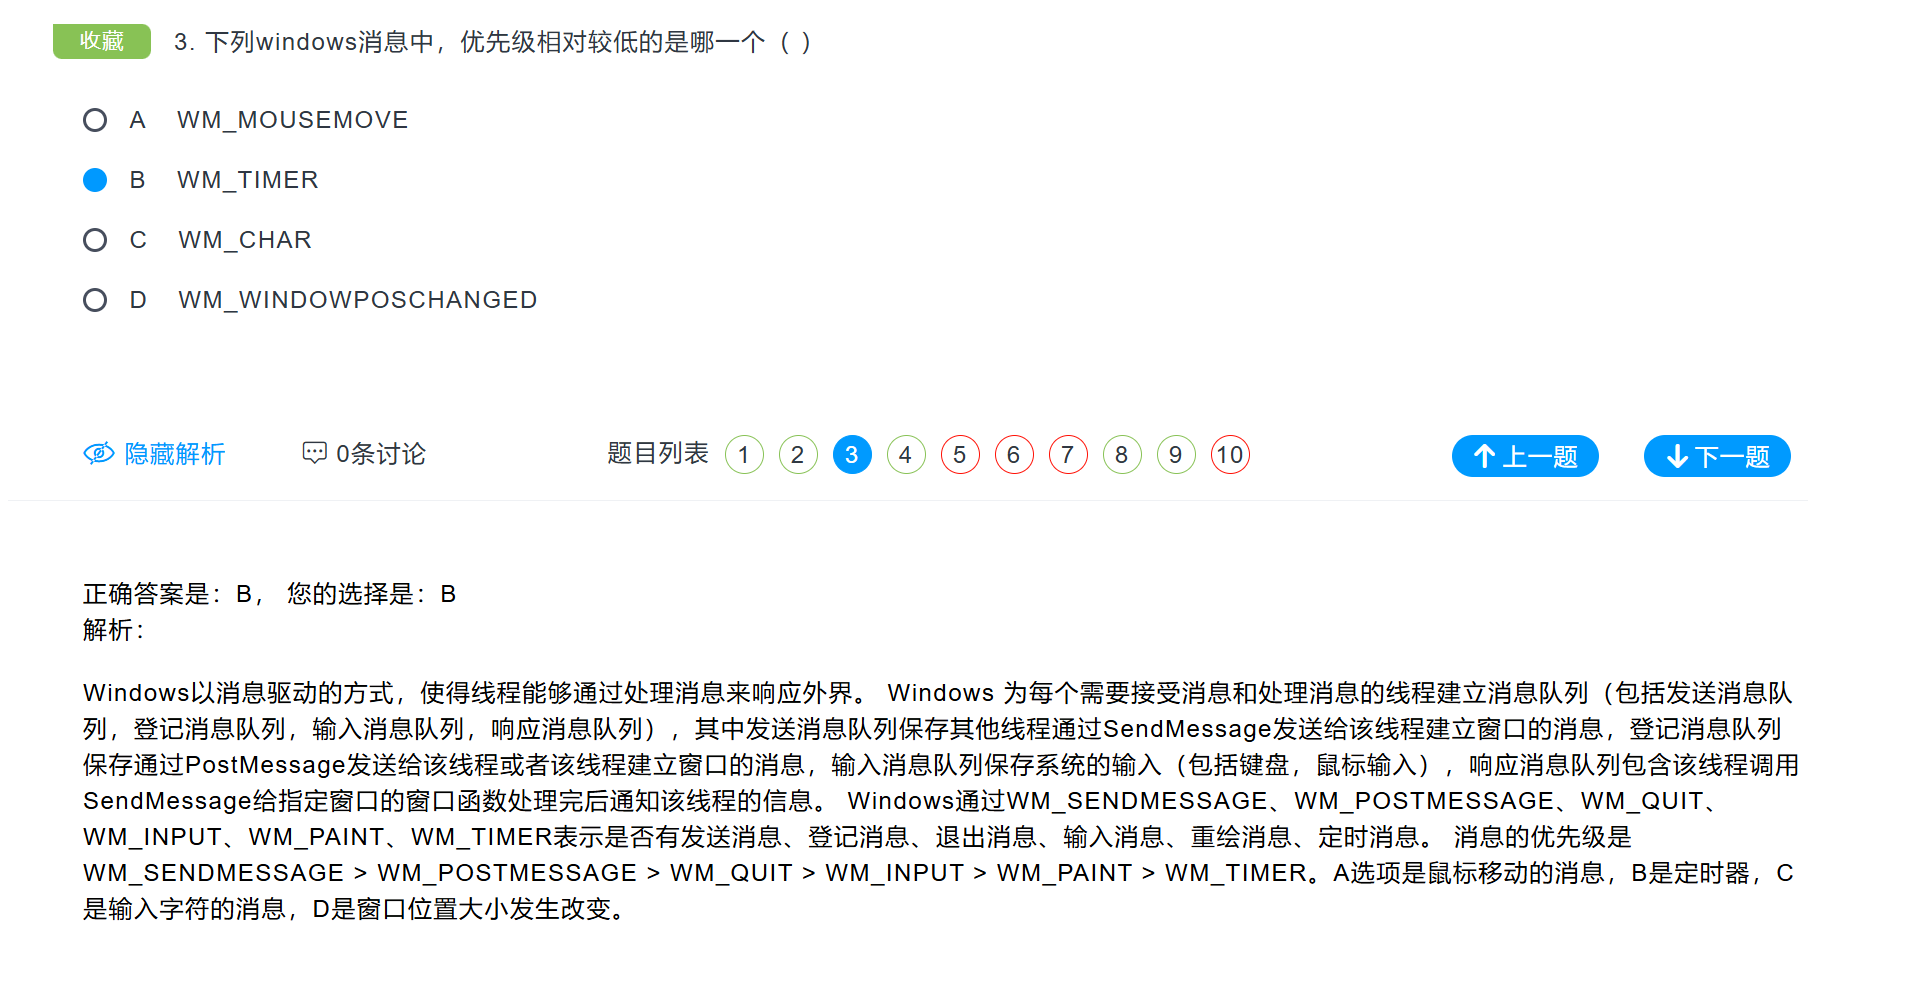 收藏 3. 下列windows消息中，优先级相对较低的是哪一个（ ）
A WM_MOUSEMOVE
B WM_TIMER
C WM_CHAR
D WM_WINDOWPOSCHANGED
隐藏解析 0条讨论 题目列表 1 2 3 4 5 6 7 8 9 10 上一题 下一题
正确答案是：B， 您的选择是：B
解析：
Windows以消息驱动的方式，使得线程能够通过处理消息来响应外界。 Windows 为每个需要接受消息和处理消息的线程建立消息队列（包括发送消息队
列，登记消息队列，输入消息队列，响应消息队列），其中发送消息队列保存其他线程通过SendMessage发送给该线程建立窗口的消息，登记消息队列
保存通过PostMessage发送给该线程或者该线程建立窗口的消息，输入消息队列保存系统的输入（包括键盘，鼠标输入），响应消息队列包含该线程调用
SendMessage给指定窗口的窗口函数处理完后通知该线程的信息。 Windows通过WM_SENDMESSAGE、WM_POSTMESSAGE、WM_QUIT、
WM_INPUT、WM_PAINT、WM_TIMER表示是否有发送消息、登记消息、退出消息、输入消息、重绘消息、定时消息。 消息的优先级是
WM_SENDMESSAGE > WM_POSTMESSAGE > WM_QUIT > WM_INPUT > WM_PAINT > WM_TIMER。A选项是鼠标移动的消息，B是定时器，C
是输入字符的消息，D是窗口位置大小发生改变。